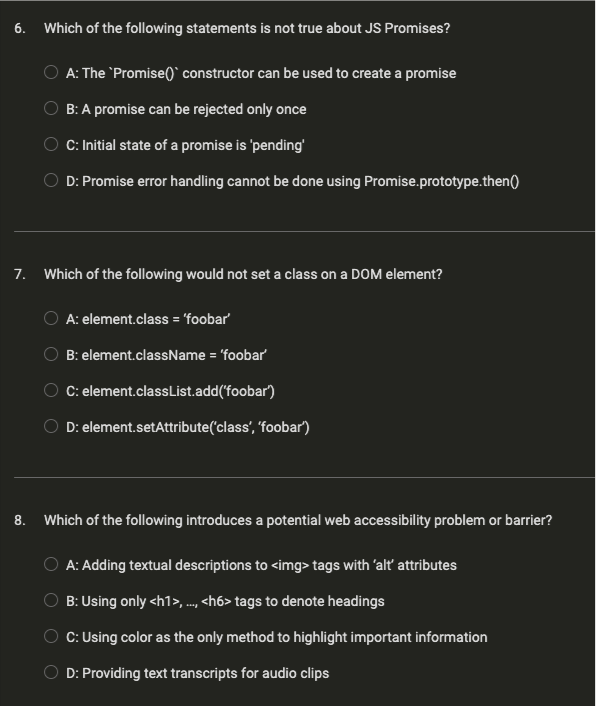 6. Which of the following statements is not true about JS Promises?
A: The `Promise()` constructor can be used to create a promise
B: A promise can be rejected only once
C: Initial state of a promise is 'pending'
D: Promise error handling cannot be done using Promise.prototype.then()
7. Which of the following would not set a class on a DOM element?
A: element.class = ‘foobar’
B: element.className = ‘foobar’
C: element.classList.add(‘foobar’)
D: element.setAttribute(‘class’, ‘foobar’)
8. Which of the following introduces a potential web accessibility problem or barrier?
A: Adding textual descriptions to <img> tags with ‘alt’ attributes
B: Using only <h1>, …, <h6> tags to denote headings
C: Using color as the only method to highlight important information
D: Providing text transcripts for audio clips